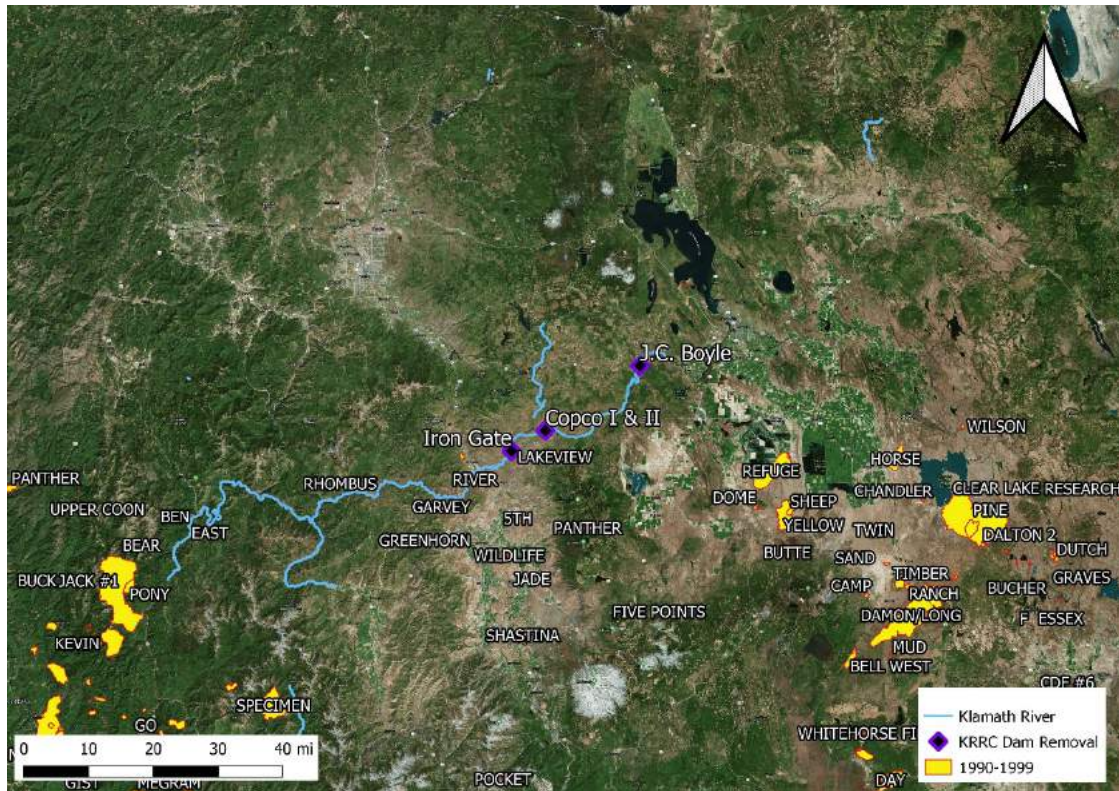 J.C. Boyle
Copco I & II
Iron Gate
LAKEVIEW
WILSON
PANTHER
RHOMBUS
RIVER
REFUGE
HORSE
UPPER COON
BEN
GARVEY
DOME
SHEEP
CHANDLER
CLEAR LAKE RESEARCH
PINE
EAST
5TH
PANTHER
YELLOW
TWIN
DALTON 2
BEAR
GREENHORN
WILDLIFE
BUTTE
SAND
DUTCH
BUCKJACK #1
PONY
JADE
CAMP
TIMBER
BUCHER
GRAVES
RANCH
FIVE POINTS
DAMON/LONG
F
ESSEX
KEVIN
SHASTINA
MUD
BELL WEST
CDF #6
SPECIMEN
GO
WHITEHORSE FI
0 10 20 30 40 mi
GIST
MEGRAM
POCKET
DAY
Klamath River
KRRC Dam Removal
1990-1999